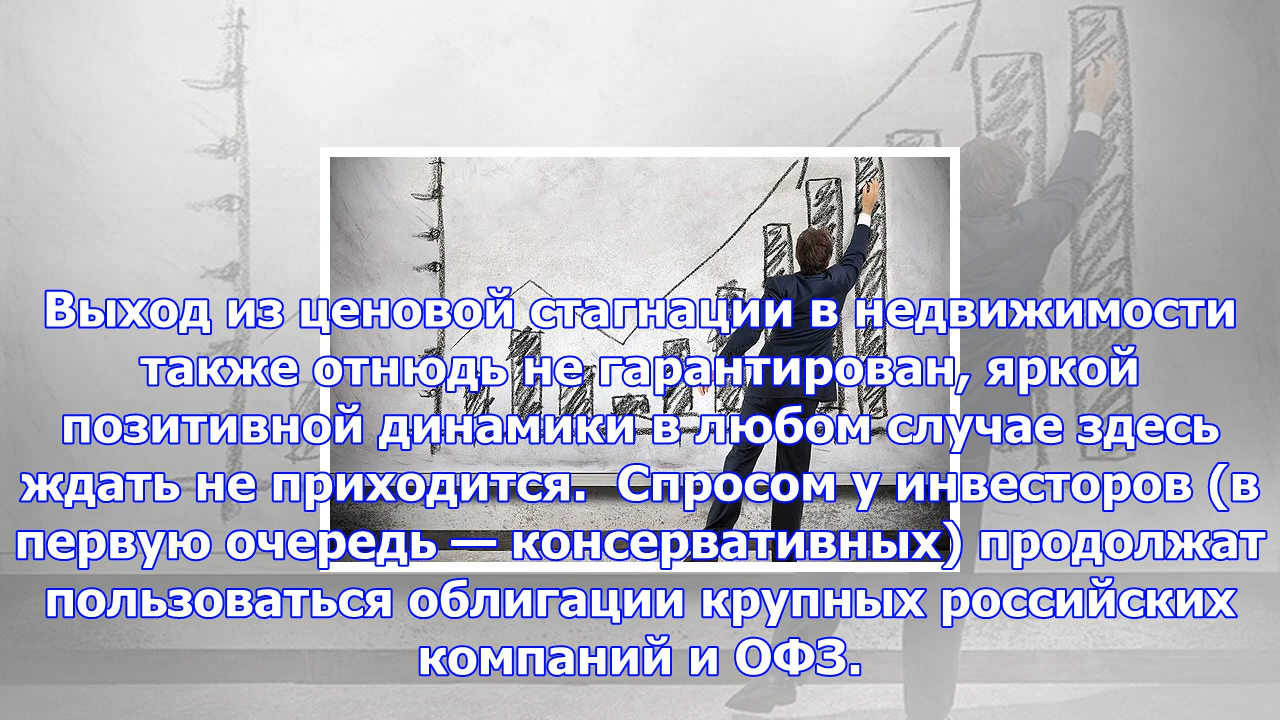 Выход из ценовой стагнации в недвижимости
также отнюдь не гарантирован, яркой
позитивной динамики в любом случае здесь
ждать не приходится.  Спросом у инвесторов (в
первую очередь — консервативных) продолжат
пользоваться облигации крупных российских
компаний и ОФЗ.